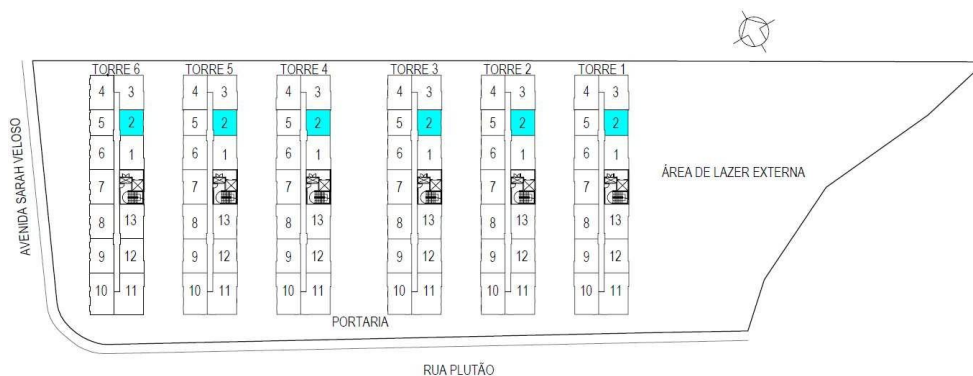 TORRE 6 TORRE 5 TORRE 4 TORRE 3 TORRE 2 TORRE 1
4 3 4 3 4 3 4 3 4 3 4 3
5 2 5 2 5 2 5 2 5 2 5 2
6 1 6 1 6 1 6 1 6 1 6 1
ÁREA DE LAZER EXTERNA
7 7 7 7 7 7
AVENIDA SARAH VELOSO
8 13 8 13 8 13 8 13 8 13 8 13
9 12 9 12 9 12 9 12 9 12 9 12
10 11 10 11 10 11 10 11 10 11 10 11
PORTARIA
RUA PLUTÃO